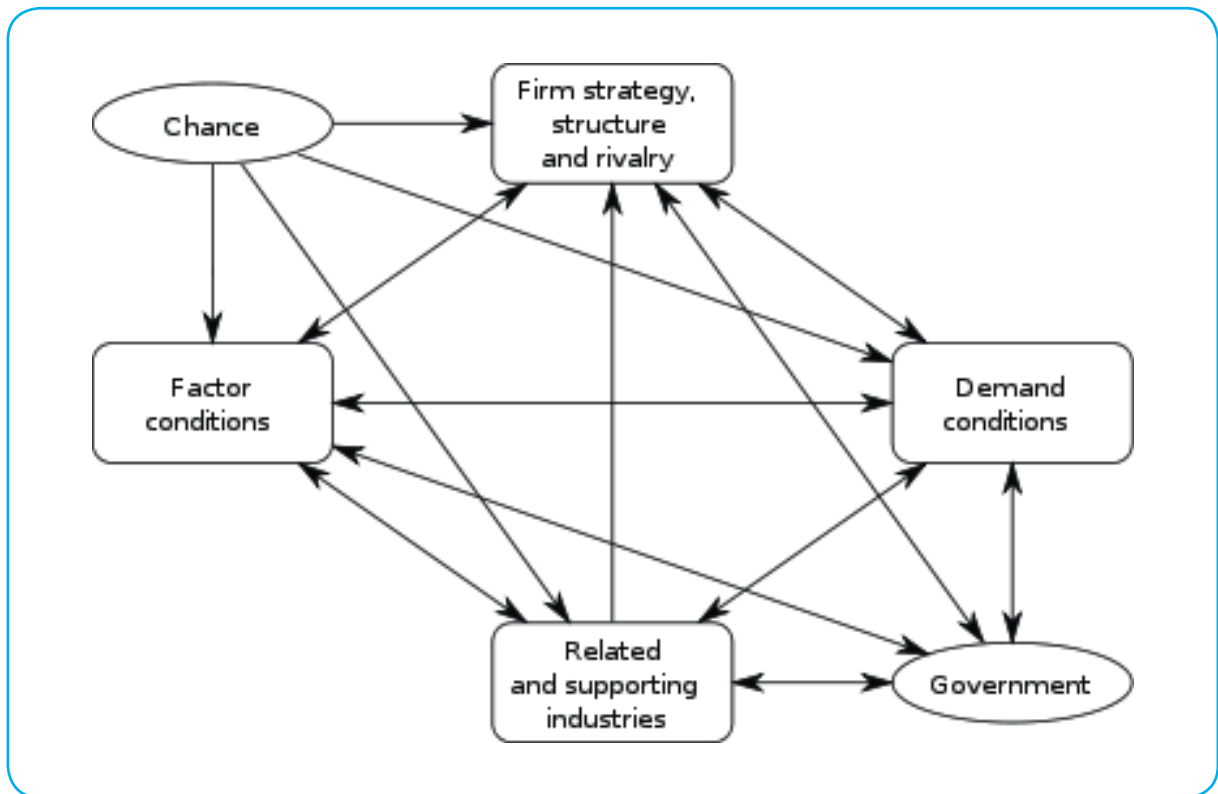 Firm strategy,
structure
and rivalry
Chance
Factor
conditions
Demand
conditions
Related
and supporting
industries
Government